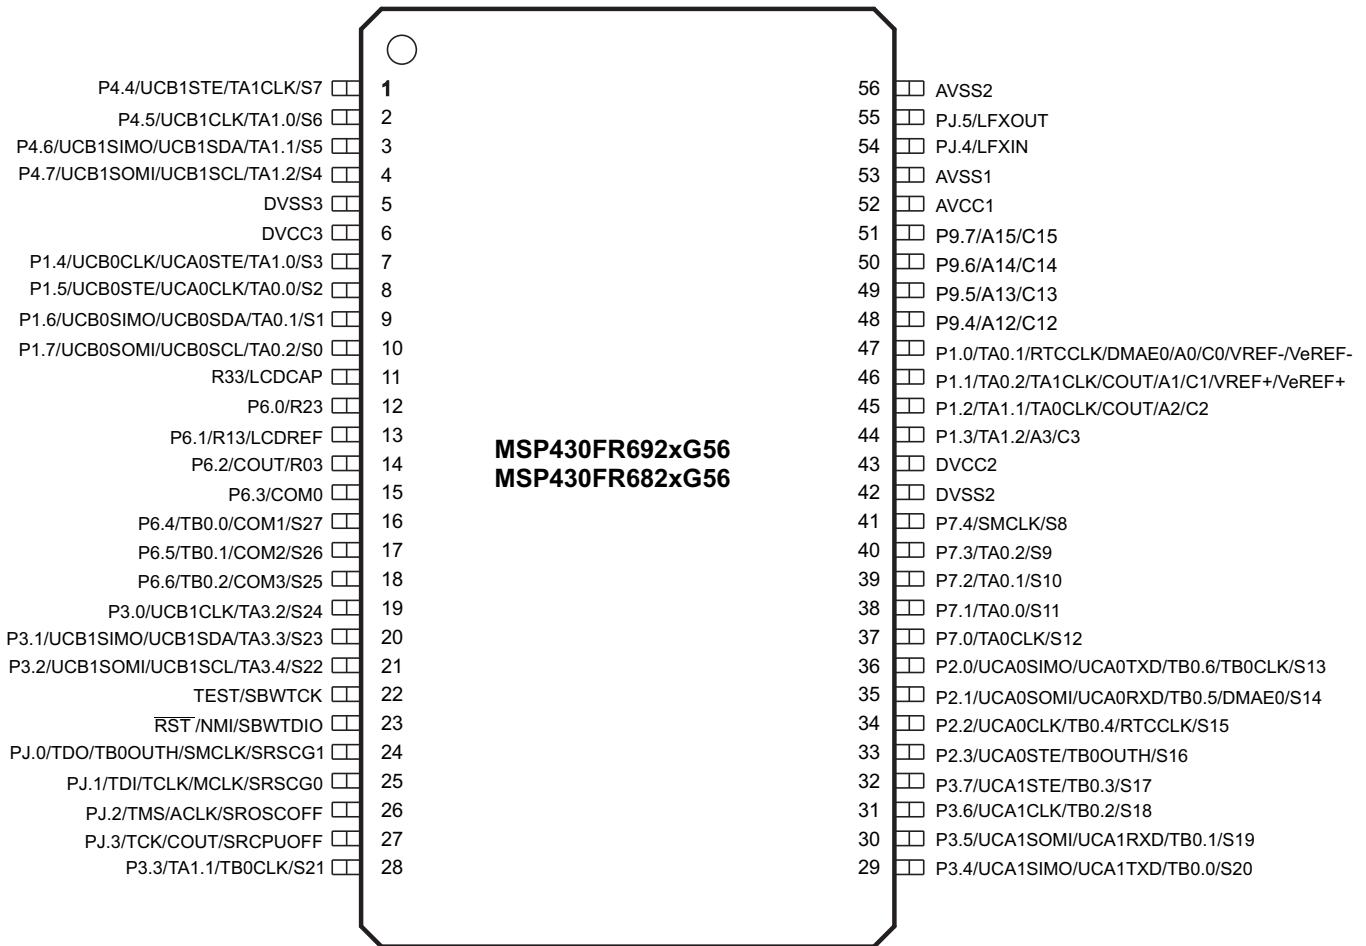 P4.4/UCB1STE/TA1CLK/S7 1 56 AVSS2
P4.5/UCB1CLK/TA1.0/S6 2 55 PJ.5/LFXOUT
P4.6/UCB1SIMO/UCB1SDA/TA1.1/S5 3 54 PJ.4/LFXIN
P4.7/UCB1SOMI/UCB1SCL/TA1.2/S4 4 53 AVSS1
DVSS3 5 52 AVCC1
DVCC3 6 51 P9.7/A15/C15
P1.4/UCB0CLK/UCA0STE/TA1.0/S3 7 50 P9.6/A14/C14
P1.5/UCB0STE/UCA0CLK/TA0.0/S2 8 49 P9.5/A13/C13
P1.6/UCB0SIMO/UCB0SDA/TA0.1/S1 9 48 P9.4/A12/C12
P1.7/UCB0SOMI/UCB0SCL/TA0.2/S0 10 47 P1.0/TA0.1/RTCCLK/DMAE0/A0/C0/VREF-/VeREF-
R33/LCDCAP 11 46 P1.1/TA0.2/TA1CLK/COUT/A1/C1/VREF+/VeREF+
P6.0/R23 12 45 P1.2/TA1.1/TA0CLK/COUT/A2/C2
P6.1/R13/LCDREF 13 44 P1.3/TA1.2/A3/C3
MSP430FR692xG56
P6.2/COUT/R03 14 43 DVCC2
MSP430FR682xG56
P6.3/COM0 15 42 DVSS2
P6.4/TB0.0/COM1/S27 16 41 P7.4/SMCLK/S8
P6.5/TB0.1/COM2/S26 17 40 P7.3/TA0.2/S9
P6.6/TB0.2/COM3/S25 18 39 P7.2/TA0.1/S10
P3.0/UCB1CLK/TA3.2/S24 19 38 P7.1/TA0.0/S11
P3.1/UCB1SIMO/UCB1SDA/TA3.3/S23 20 37 P7.0/TA0CLK/S12
P3.2/UCB1SOMI/UCB1SCL/TA3.4/S22 21 36 P2.0/UCA0SIMO/UCA0TXD/TB0.6/TB0CLK/S13
TEST/SBWTCK 22 35 P2.1/UCA0SOMI/UCA0RXD/TB0.5/DMAE0/S14
RST/NMI/SBWTDIO 23 34 P2.2/UCA0CLK/TB0.4/RTCCLK/S15
PJ.0/TDO/TB0OUTH/SMCLK/SRSCG1 24 33 P2.3/UCA0STE/TB0OUTH/S16
PJ.1/TDI/TCLK/MCLK/SRSCG0 25 32 P3.7/UCA1STE/TB0.3/S17
PJ.2/TMS/ACLK/SROSCOFF 26 31 P3.6/UCA1CLK/TB0.2/S18
PJ.3/TCK/COUT/SRCPUOFF 27 30 P3.5/UCA1SOMI/UCA1RXD/TB0.1/S19
P3.3/TA1.1/TB0CLK/S21 28 29 P3.4/UCA1SIMO/UCA1TXD/TB0.0/S20